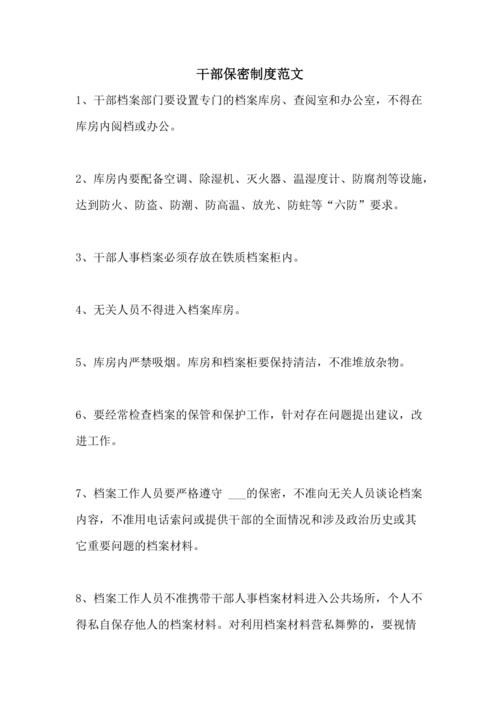 干部保密制度范文
1、干部档案部门要设置专门的档案库房、查阅室和办公室，不得在
库房内阅档或办公。
2、库房内要配备空调、除湿机、灭火器、温湿度计、防腐剂等设施，
达到防火、防盗、防潮、防高温、放光、防蛀等“六防”要求。
3、干部人事档案必须存放在铁质档案柜内。
4、无关人员不得进入档案库房。
5、库房内严禁吸烟。库房和档案柜要保持清洁，不准堆放杂物。
6、要经常检查档案的保管和保护工作，针对存在问题提出建议，改
进工作。
7、档案工作人员要严格遵守 ___的保密，不准向无关人员谈论档案
内容，不准用电话索问或提供干部的全面情况和涉及政治历史或其
它重要问题的档案材料。
8、档案工作人员不准携带干部人事档案材料进入公共场所，个人不
得私自保存他人的档案材料。对利用档案材料营私舞弊的，要视情